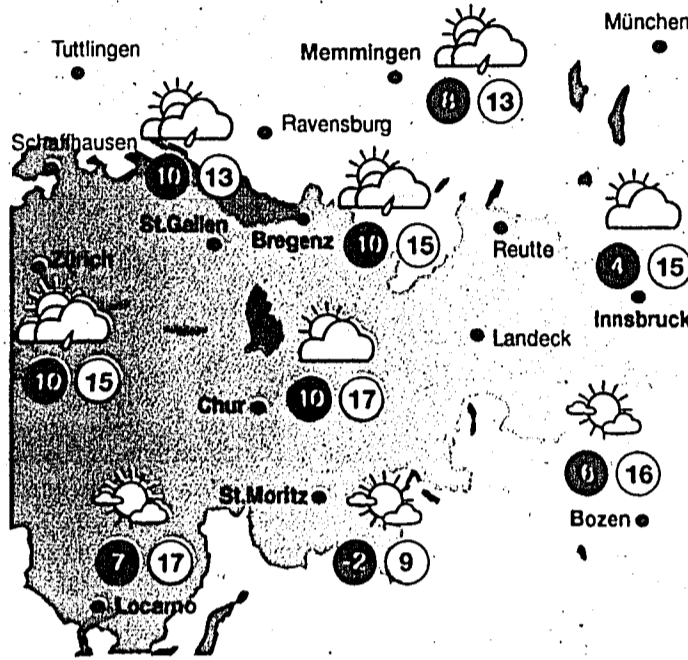 München
Tuttlingen
Memmingen
8 13
Ravensburg
Schaffhausen
10 13
St.Gallen
Bregenz
10 15
Reutte
4 15
Zürich
Innsbruck
Landeck
10 15
10 17
Chur
16
St.Moritz
Bozen
7 17
-2 9
Locarno